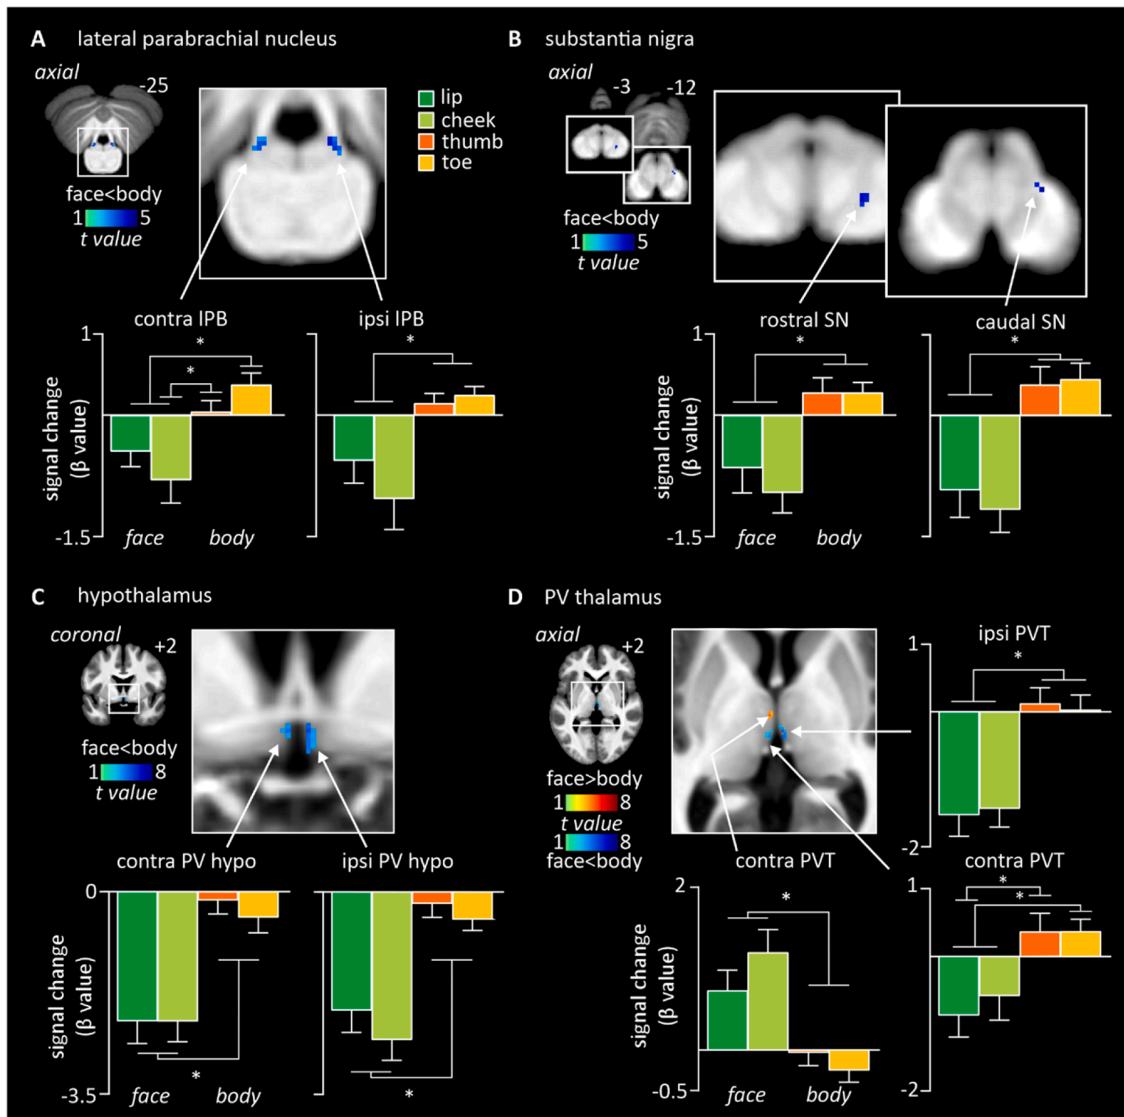 A lateral parabrachial nucleus
axial
-25
lip
cheek
thumb
toe
face<body
1 5
t value
contra lPB
ipsi lPB
1
*
*
*
signal change
(β value)
-1.5
face body
B substantia nigra
axial
-3
-12
face<body
1 5
t value
rostral SN
caudal SN
1
*
*
signal change
(β value)
-1.5
face body
C hypothalamus
coronal
+2
face<body
1 8
t value
contra PV hypo
ipsi PV hypo
0
signal change
(β value)
*
*
-3.5
face body
D PV thalamus
axial
face>body
1 8
t value
1 8
face<body
ipsi PVT
1
*
-2
contra PVT
2
*
signal change
(β value)
-0.5
face body
contra PVT
1
*
*
-2